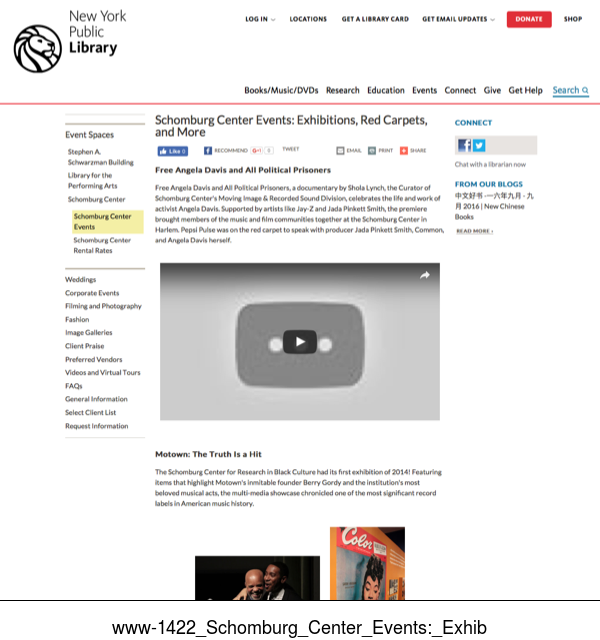 New York
Public
Library
LOG IN
LOCATIONS
GET A LIBRARY CARD
GET EMAIL UPDATES
DONATE
SHOP
Books/Music/DVDs Research Education Events Connect Give Get Help Search
Event Spaces
Stephen A.
Schwarzman Building
Library for the
Performing Arts
Schomburg Center
Schomburg Center
Events
Schomburg Center
Rental Rates
Weddings
Corporate Events
Filming and Photography
Fashion
Image Galleries
Client Praise
Preferred Vendors
Videos and Virtual Tours
FAQs
General Information
Select Client List
Request Information
Schomburg Center Events: Exhibitions, Red Carpets,
and More
Like 0
RECOMMEND
G+1 0
TWEET
EMAIL
PRINT
SHARE
Free Angela Davis and All Political Prisoners
Free Angela Davis and All Political Prisoners, a documentary by Shola Lynch, the Curator of
Schomburg Center's Moving Image & Recorded Sound Division, celebrates the life and work of
activist Angela Davis. Supported by artists like Jay-Z and Jada Pinkett Smith, the premiere
brought members of the music and film communities together at the Schomburg Center in
Harlem. Pepsi Pulse was on the red carpet to speak with producer Jada Pinkett Smith, Common,
and Angela Davis herself.
Motown: The Truth Is a Hit
The Schomburg Center for Research in Black Culture had its first exhibition of 2014! Featuring
items that highlight Motown's inmitable founder Berry Gordy and the institution's most
beloved musical acts, the multi-media showcase chronicled one of the most significant record
labels in American music history.
Color
CONNECT
Chat with a librarian now
FROM OUR BLOGS
中文好书 -一六年九月 - 九
月 2016 | New Chinese
Books
READ MORE ›
www-1422_Schomburg_Center_Events:_Exhib